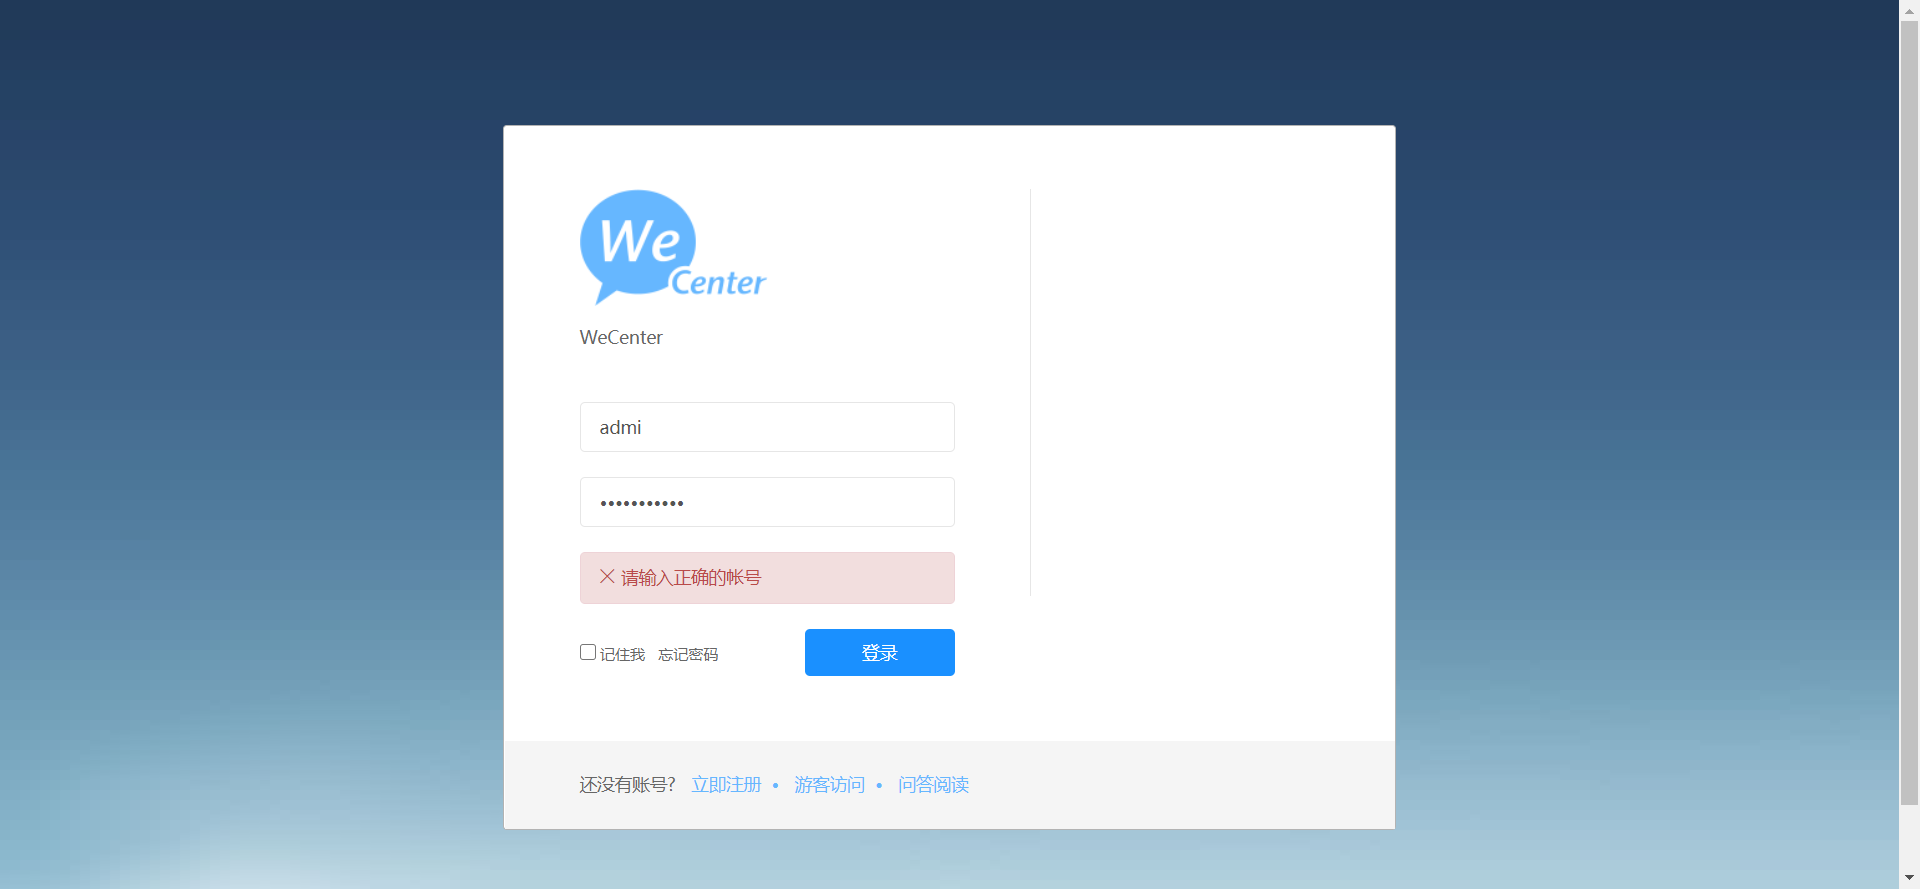 We
Center
WeCenter
admi
•••••••••••
请输入正确的帐号
记住我 忘记密码
登录
还没有账号? 立即注册 • 游客访问 • 问答阅读